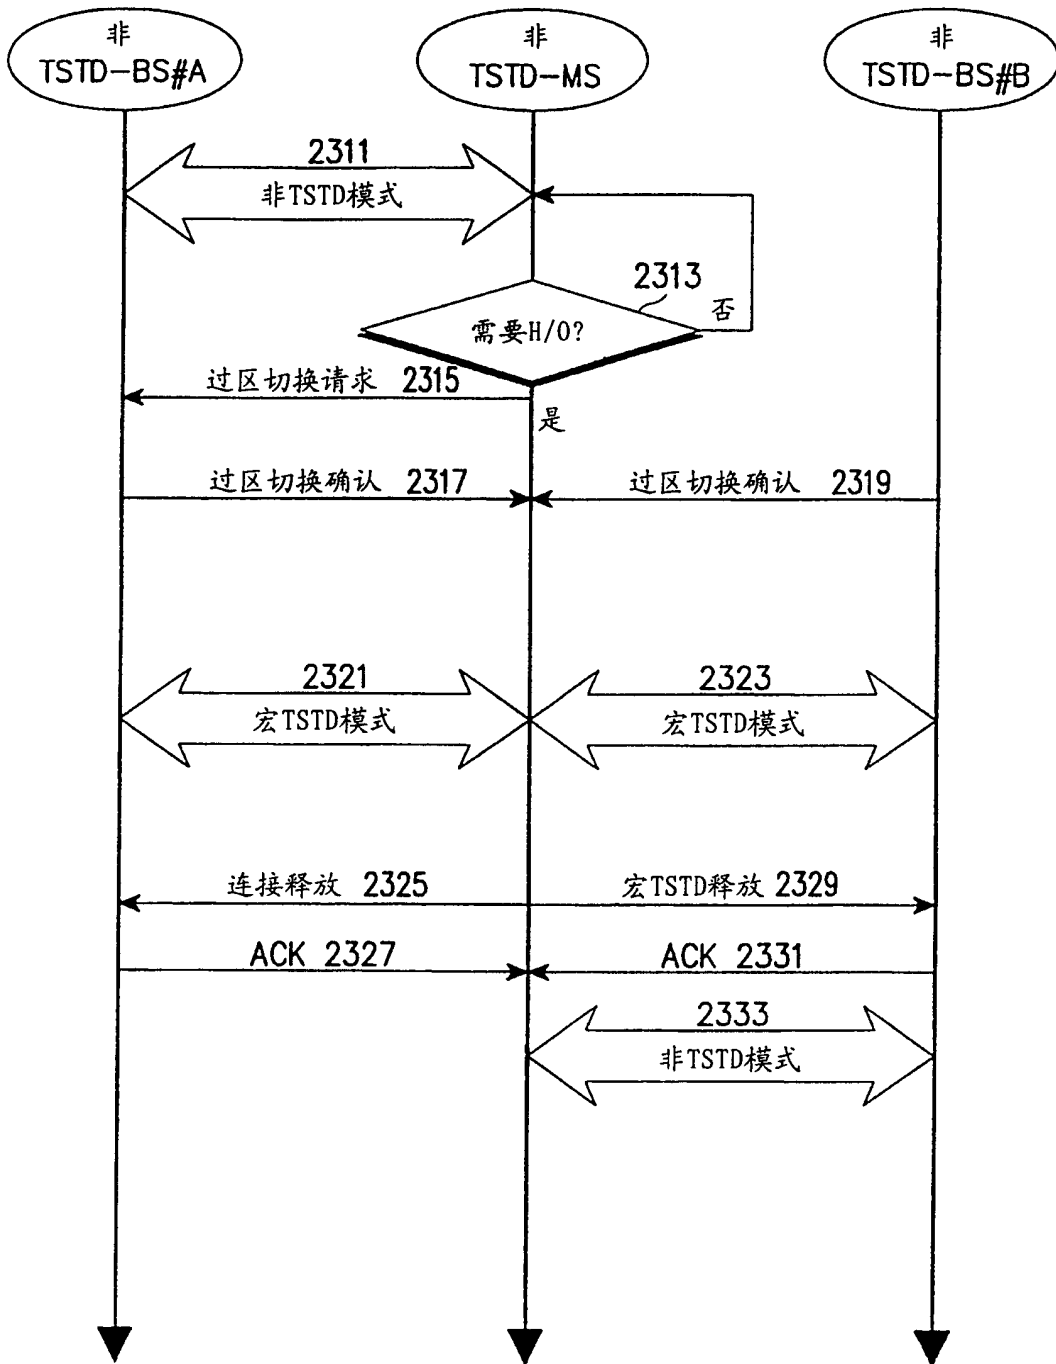 非
TSTD-BS#A
非
TSTD-MS
非
TSTD-BS#B
2311
非TSTD模式
2313
需要H/O?
否
过区切换请求 2315
是
过区切换确认 2317
过区切换确认 2319
2321
宏TSTD模式
2323
宏TSTD模式
连接释放 2325
宏TSTD释放 2329
ACK 2327
ACK 2331
2333
非TSTD模式